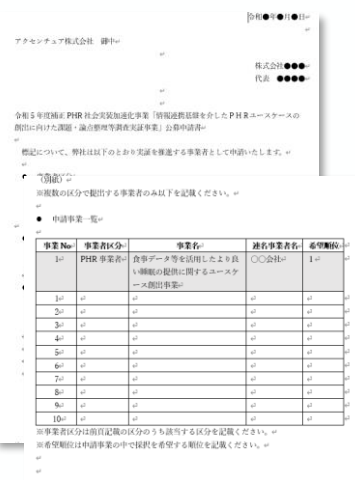 令和●年●月●日
アクセンチュア株式会社　御中
株式会社●●●
代表　●●●●
令和５年度補正 PHR 社会実装加速化事業「情報連携基盤を介したＰＨＲユースケースの
創出に向けた課題・論点整理等調査実証事業」公募申請書
標記について、弊社は以下のとおり実証を推進する事業者として申請いたします。
（別紙）
※複数の区分で提出する事業者のみ以下を記載ください。
●　申請事業一覧
事業 No 事業者区分 事業名 連名事業者名 希望順位
1 PHR 事業者 食事データ等を活用したより良い睡眠の提供に関するユースケース創出事業 〇〇会社 1
1
2
3
4
5
6
7
8
9
10
※事業者区分は前頁記載の区分のうち該当する区分を記載ください。
※希望順位は申請事業の中で採択を希望する順位を記載ください。